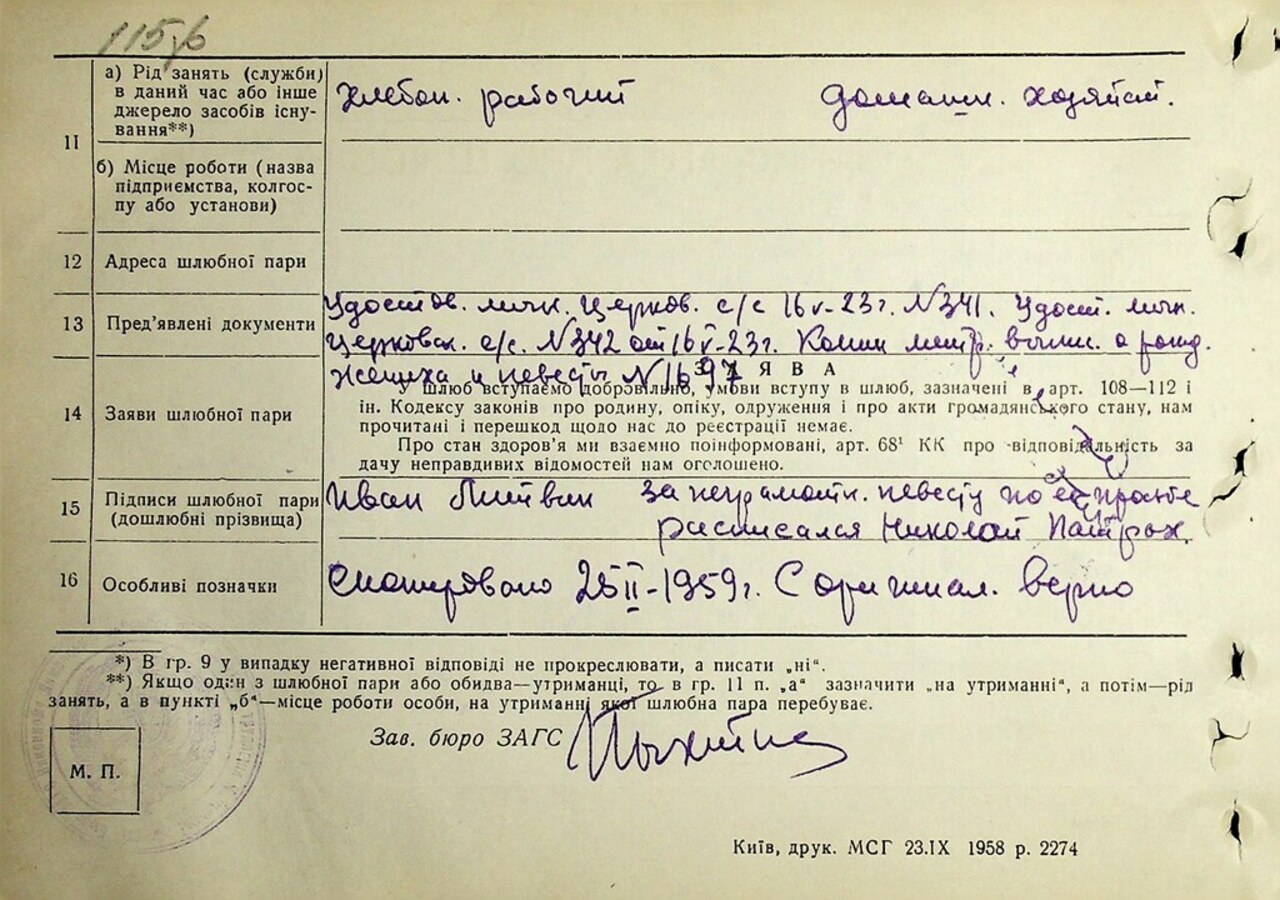 115/б
11
а) Рід занять (служби)
в даний час або інше
джерело засобів існу-
вання**)
Хлебоп. рабочий домашн. хозяйст.
б) Місце роботи (назва
підприємства, колгос-
пу або установи)
12 Адреса шлюбної пари
13 Пред’явлені документи
Удостов. личн. Церков. с/с 16 V-23 г. №341. Удост. личн.
Церковск. с/с. №342 от 16 V-23 г. Копии метр. выпис. о рожд.
жениха и невесты №1697
ЗАЯВА
14 Заяви шлюбної пари
У шлюб вступаємо добровільно, умови вступу в шлюб, зазначені в арт. 108—112 і
ін. Кодексу законів про родину, опіку, одруження і про акти громадянського стану, нам
прочитані і перешкод щодо нас до реєстрації немає.
Про стан здоров’я ми взаємно поінформовані, арт. 68¹ КК про відповідальність за
дачу неправдивих відомостей нам оголошено.
15 Підписи шлюбної пари
(дошлюбні прізвища)
Иван Литвин за неграмотн. невесту по её просьбе
расписался Николай
16 Особливі позначки
Скопировано 25 II-1959 г. С оригинал. верно
*) В гр. 9 у випадку негативної відповіді не прокреслювати, а писати „ні“.
**) Якщо один з шлюбної пари або обидва—утриманці, то в гр. 11 п. „а“ зазначити „на утриманні“, а потім—рід
занять, а в пункті „б“—місце роботи особи, на утриманні якої шлюбна пара перебуває.
Зав. бюро ЗАГС
М. П.
Київ, друк. МСГ 23.IX 1958 р. 2274